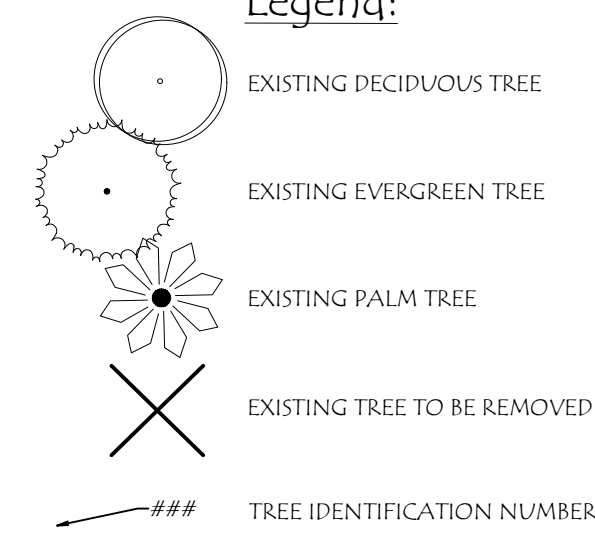 Legend:
EXISTING DECIDUOUS TREE
EXISTING EVERGREEN TREE
EXISTING PALM TREE
EXISTING TREE TO BE REMOVED
### TREE IDENTIFICATION NUMBER